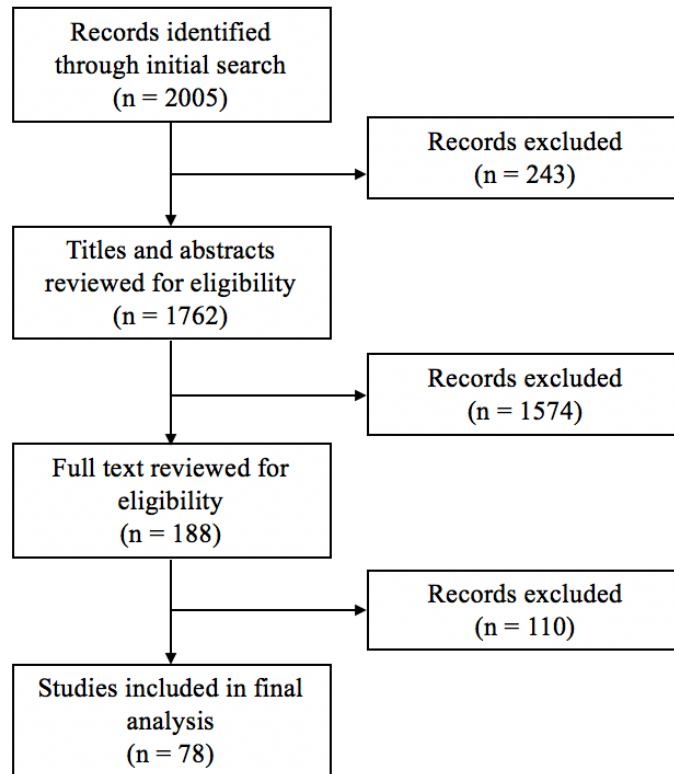 Records identified
through initial search
(n = 2005)
Records excluded
(n = 243)
Titles and abstracts
reviewed for eligibility
(n = 1762)
Records excluded
(n = 1574)
Full text reviewed for
eligibility
(n = 188)
Records excluded
(n = 110)
Studies included in final
analysis
(n = 78)